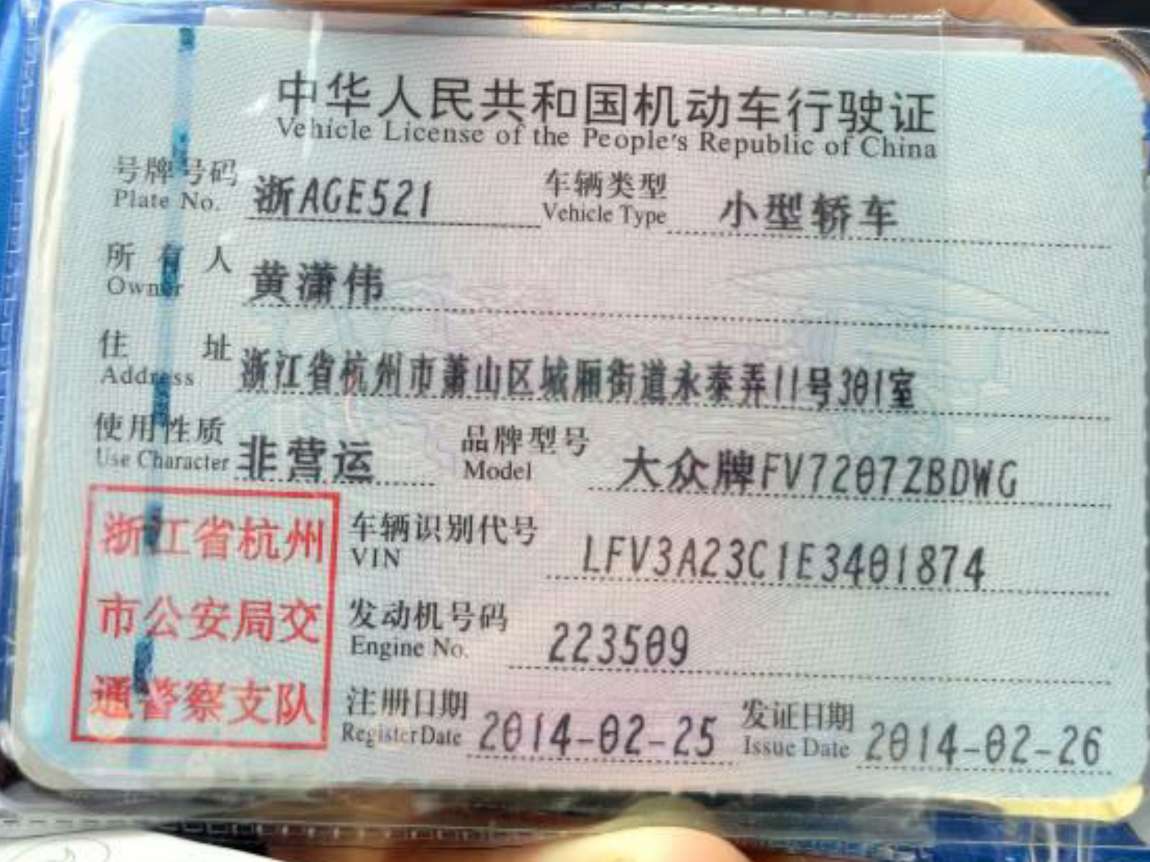 中华人民共和国机动车行驶证
Vehicle License of the People's Republic of China
号牌号码 浙AGE521 车辆类型 小型轿车
Plate No. Vehicle Type
所有人 黄潇伟
Owner
住址 浙江省杭州市萧山区城厢街道永泰弄11号301室
Address
使用性质 非营运 品牌型号 大众牌FV7207ZBDWG
Use Character Model
浙江省杭州
市公安局交
通警察支队
车辆识别代号 LFV3A23C1E3401874
VIN
发动机号码 223509
Engine No.
注册日期 2014-02-25 发证日期 2014-02-26
Register Date Issue Date